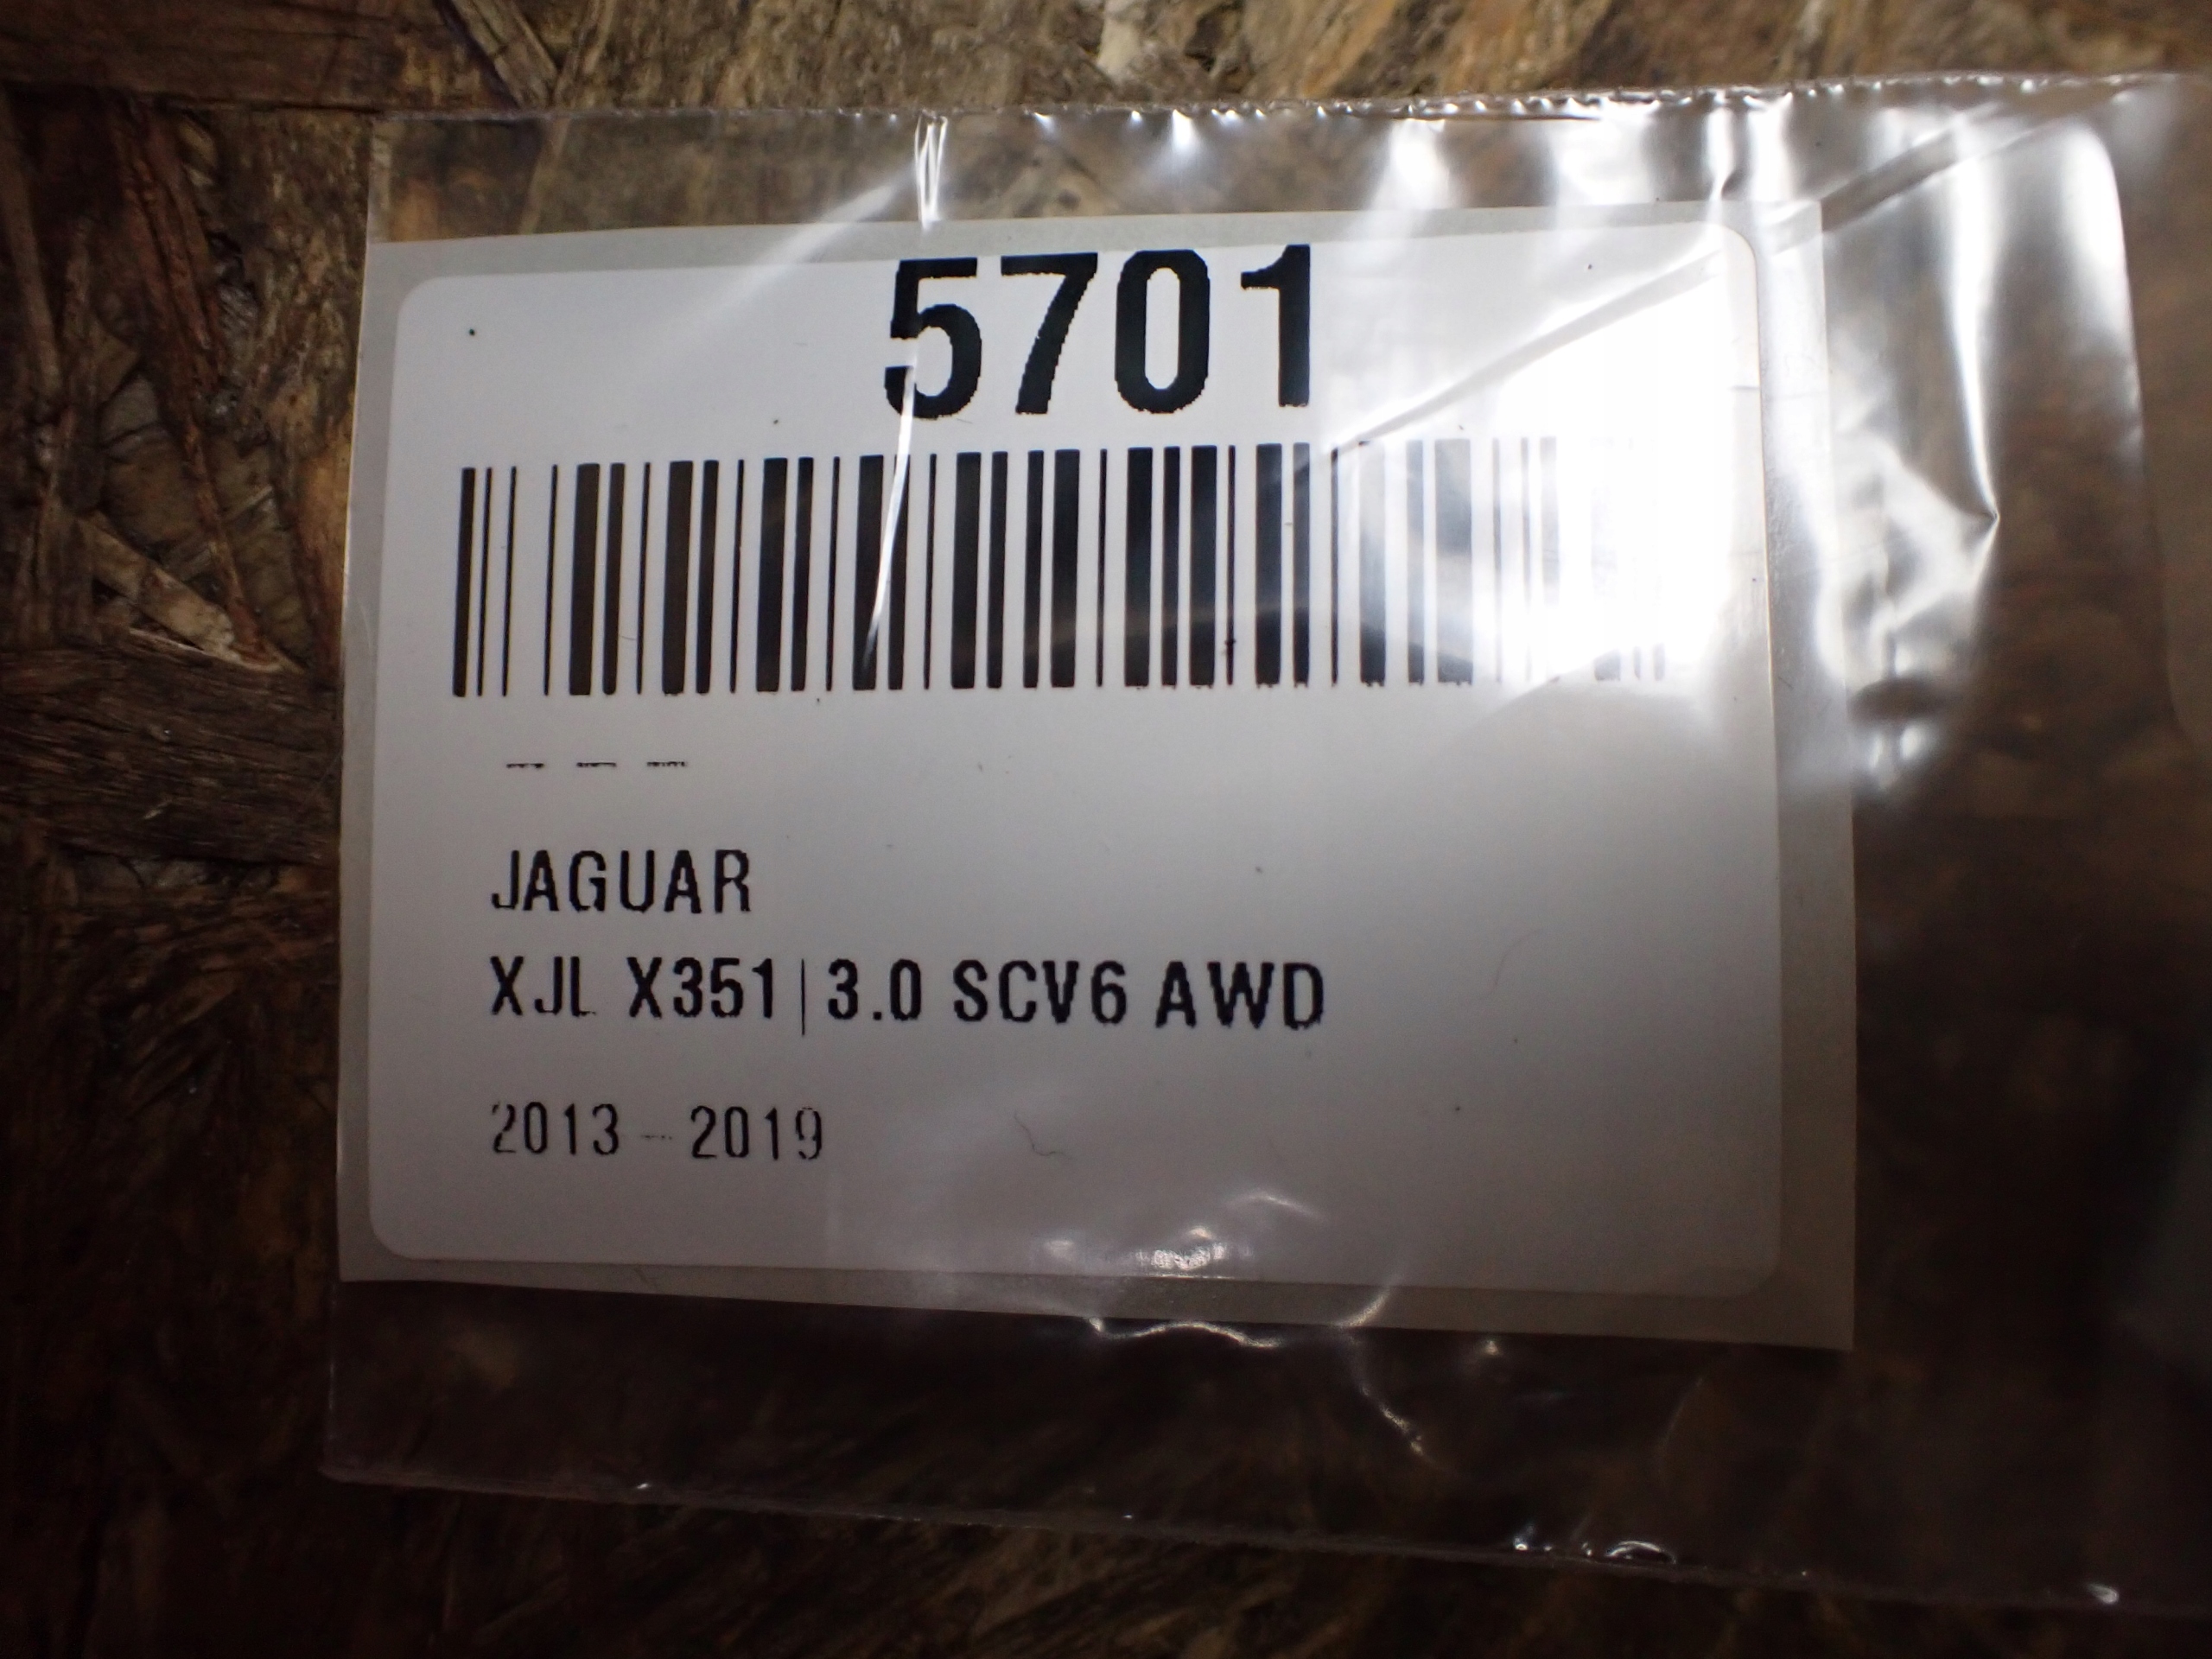 5701
JAGUAR
XJL X351|3.0 SCV6 AWD
2013 - 2019